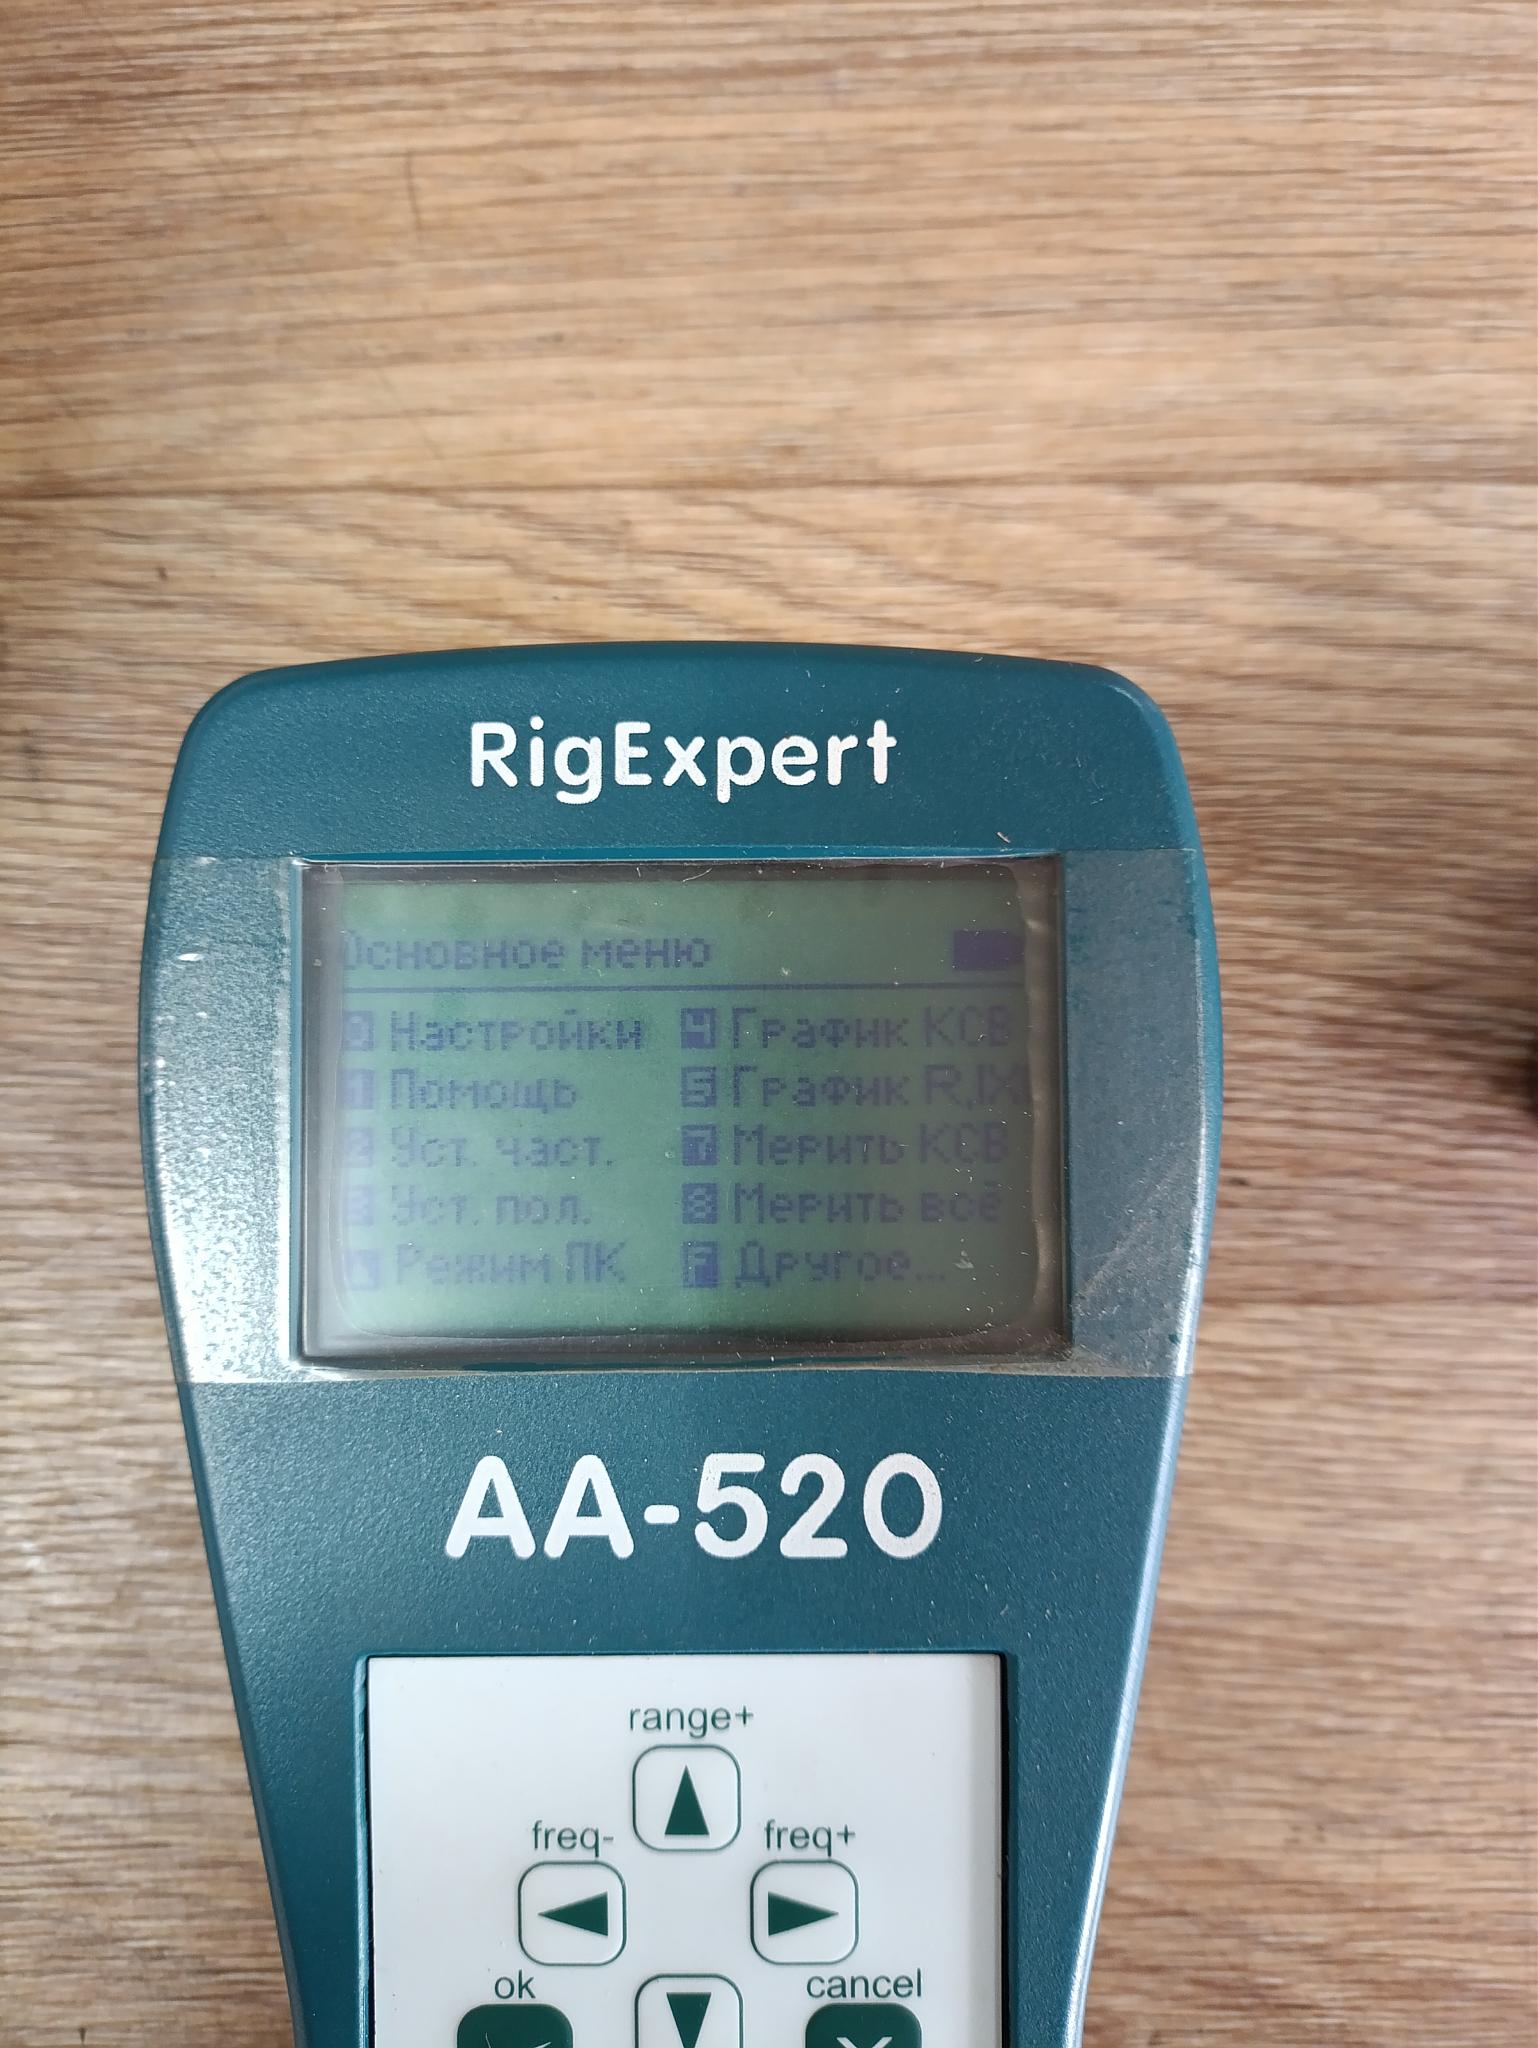 RigExpert
Основное меню
0 Настройки
1 Помощь
2 Уст. част.
3 Уст. пол.
Режим ПК
4 График КСВ
5 График R,|X|
7 Мерить КСВ
8 Мерить всё
F Другое...
AA-520
range+
freq-
freq+
ok
cancel